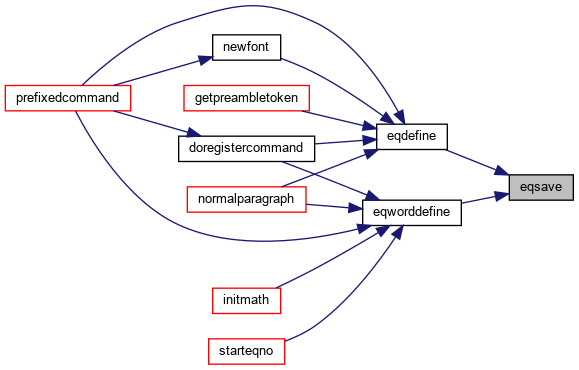 newfont
prefixedcommand
getpreambletoken
eqdefine
doregistercommand
eqsave
normalparagraph
eqworddefine
initmath
starteqno